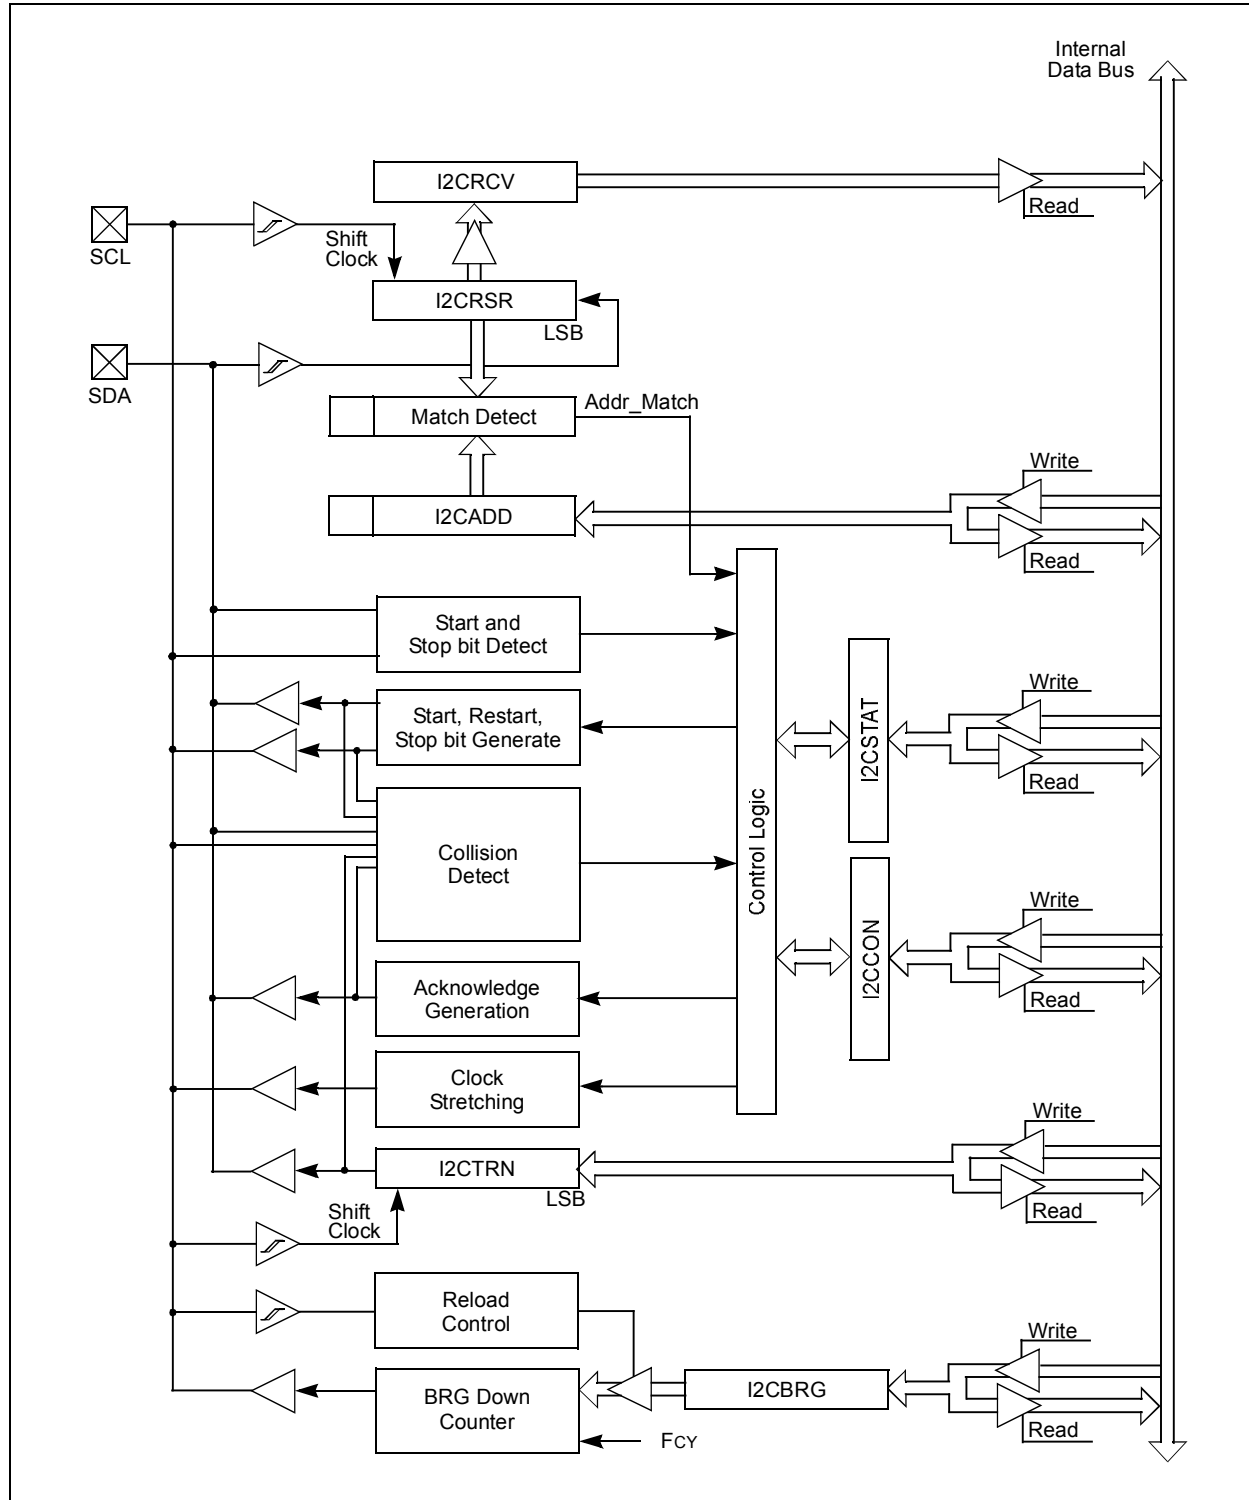 Internal
Data Bus
I2CRCV
Read
SCL
Shift
Clock
I2CRSR
LSB
SDA
Match Detect
Addr_Match
Write
I2CADD
Read
Start and
Stop bit Detect
Write
Start, Restart,
Stop bit Generate
I2CSTAT
Read
Control Logic
Collision
Detect
Write
I2CCON
Acknowledge
Generation
Read
Clock
Stretching
Write
I2CTRN
LSB
Read
Shift
Clock
Reload
Control
Write
BRG Down
Counter
I2CBRG
Read
FCY